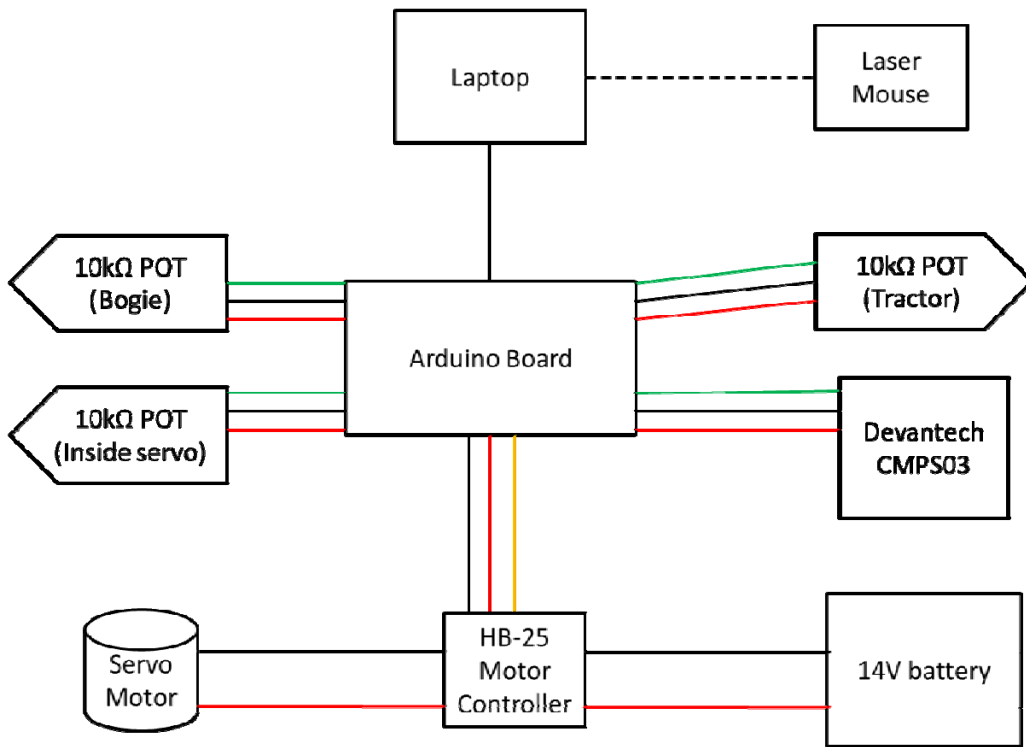 Laptop
Laser
Mouse
10kΩ POT
(Bogie)
10kΩ POT
(Tractor)
Arduino Board
10kΩ POT
(Inside servo)
Devantech
CMPS03
Servo
Motor
HB-25
Motor
Controller
14V battery